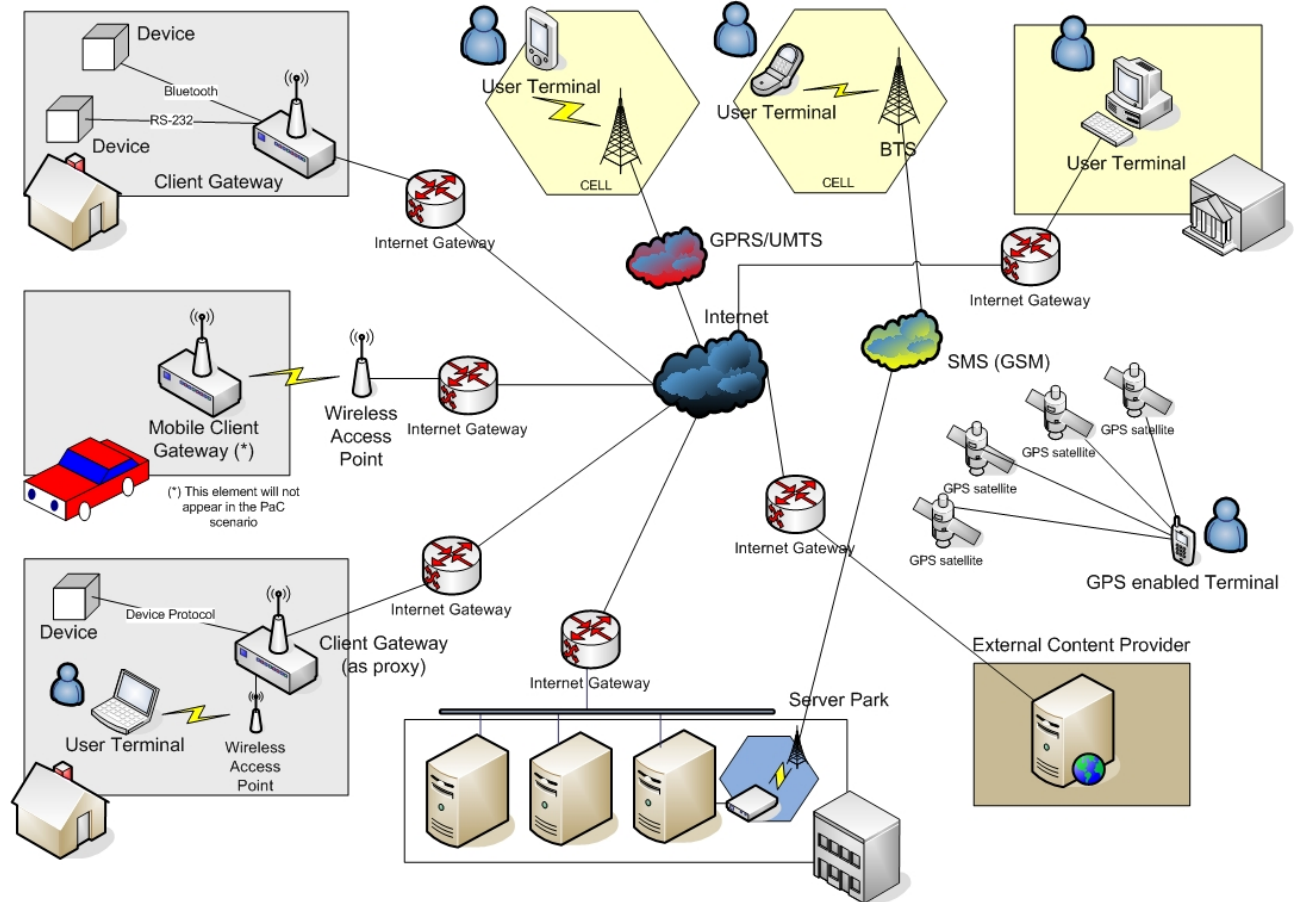 Device
Bluetooth
RS-232
Device
Client Gateway
Internet Gateway
User Terminal
CELL
User Terminal
BTS
CELL
User Terminal
GPRS/UMTS
Internet Gateway
Internet
SMS (GSM)
Mobile Client
Gateway (*)
Wireless
Access
Point
Internet Gateway
(*) This element will not
appear in the PaC
scenario
GPS satellite
GPS satellite
GPS satellite
GPS satellite
GPS enabled Terminal
Internet Gateway
Device
Device Protocol
Internet Gateway
Client Gateway
(as proxy)
User Terminal
Wireless
Access
Point
Internet Gateway
Server Park
External Content Provider